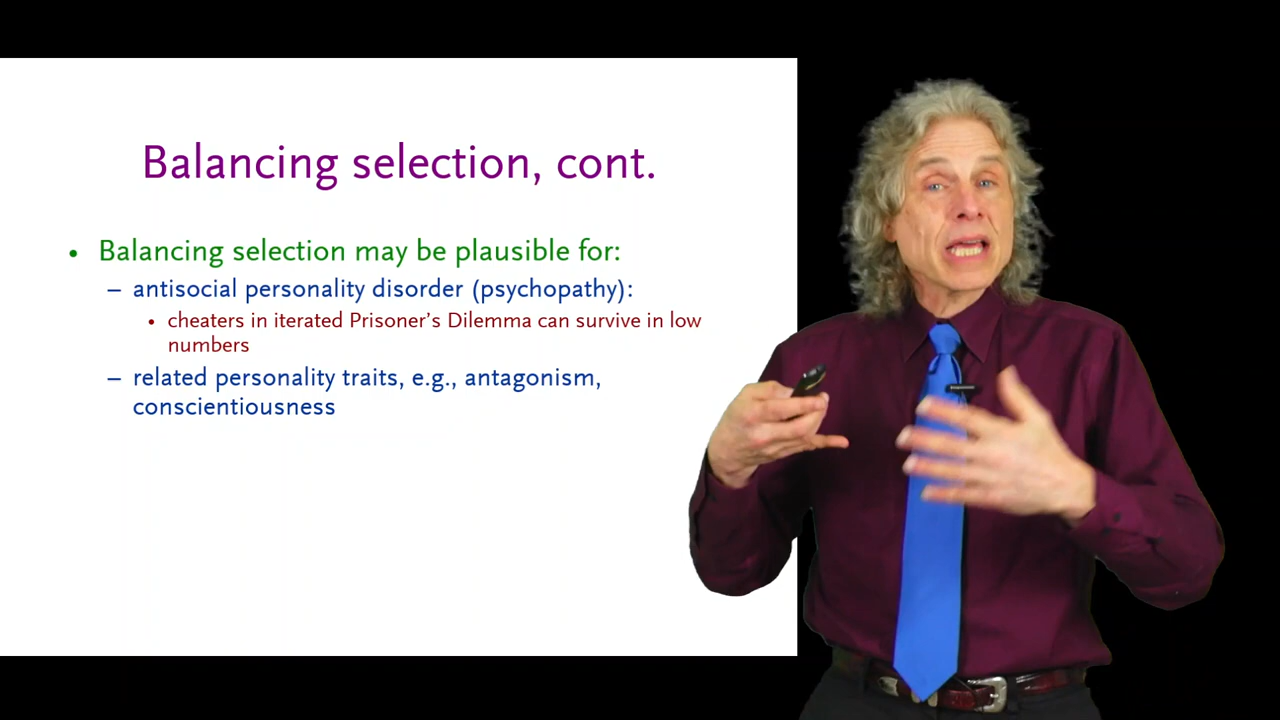 Balancing selection, cont.
• Balancing selection may be plausible for:
– antisocial personality disorder (psychopathy):
• cheaters in iterated Prisoner’s Dilemma can survive in low
numbers
– related personality traits, e.g., antagonism,
conscientiousness